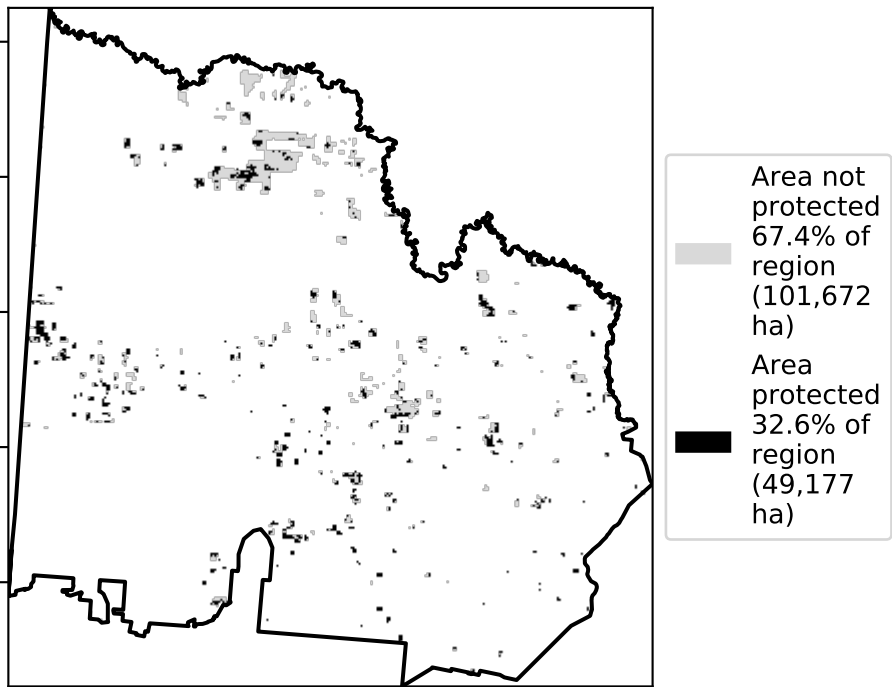 Area not
protected
67.4% of
region
(101,672
ha)
Area
protected
32.6% of
region
(49,177
ha)